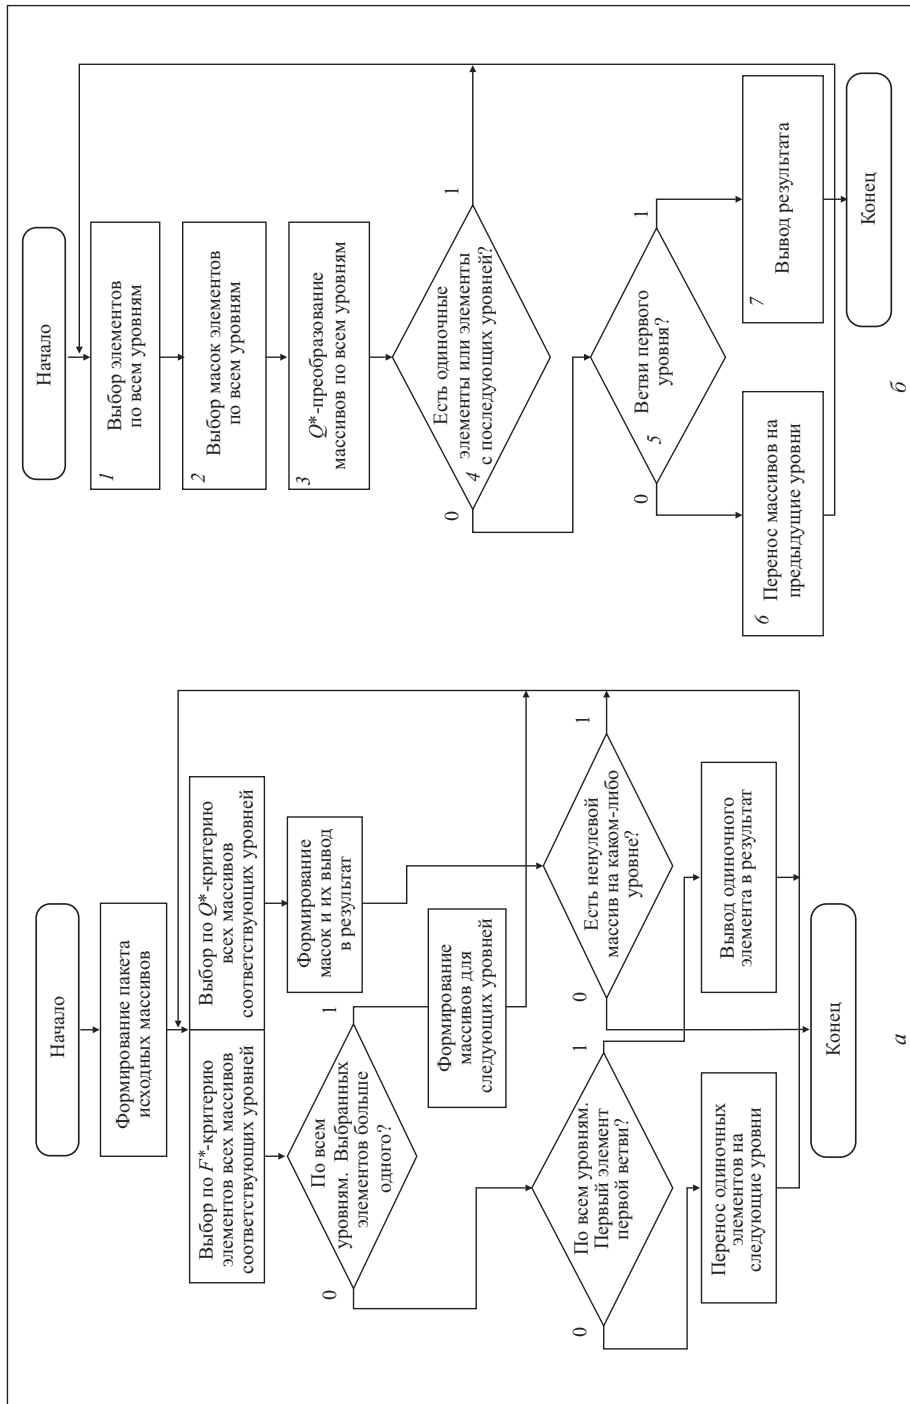 Начало
Формирование пакета
исходных массивов
Выбор по F*-критерию
элементов всех массивов
соответствующих уровней
Выбор по Q*-критерию
всех массивов
соответствующих уровней
По всем
уровням. Выбранных
элементов больше
одного?
0
1
Формирование
масок и их вывод
в результат
Формирование
массивов для
следующих уровней
По всем уровням.
Первый элемент
первой ветви?
0
1
Есть ненулевой
массив на каком-либо
уровне?
0
1
Перенос одиночных
элементов на
следующие уровни
Вывод одиночного
элемента в результат
Конец
а
Начало
1
Выбор элементов
по всем уровням
2
Выбор масок элементов
по всем уровням
3
Q*-преобразование
массивов по всем уровням
Есть одиночные
элементы или элементы
с последующих уровней?
4
0
1
Ветви первого
уровня?
5
0
1
6
Перенос массивов на
предыдущие уровни
7
Вывод результата
Конец
б